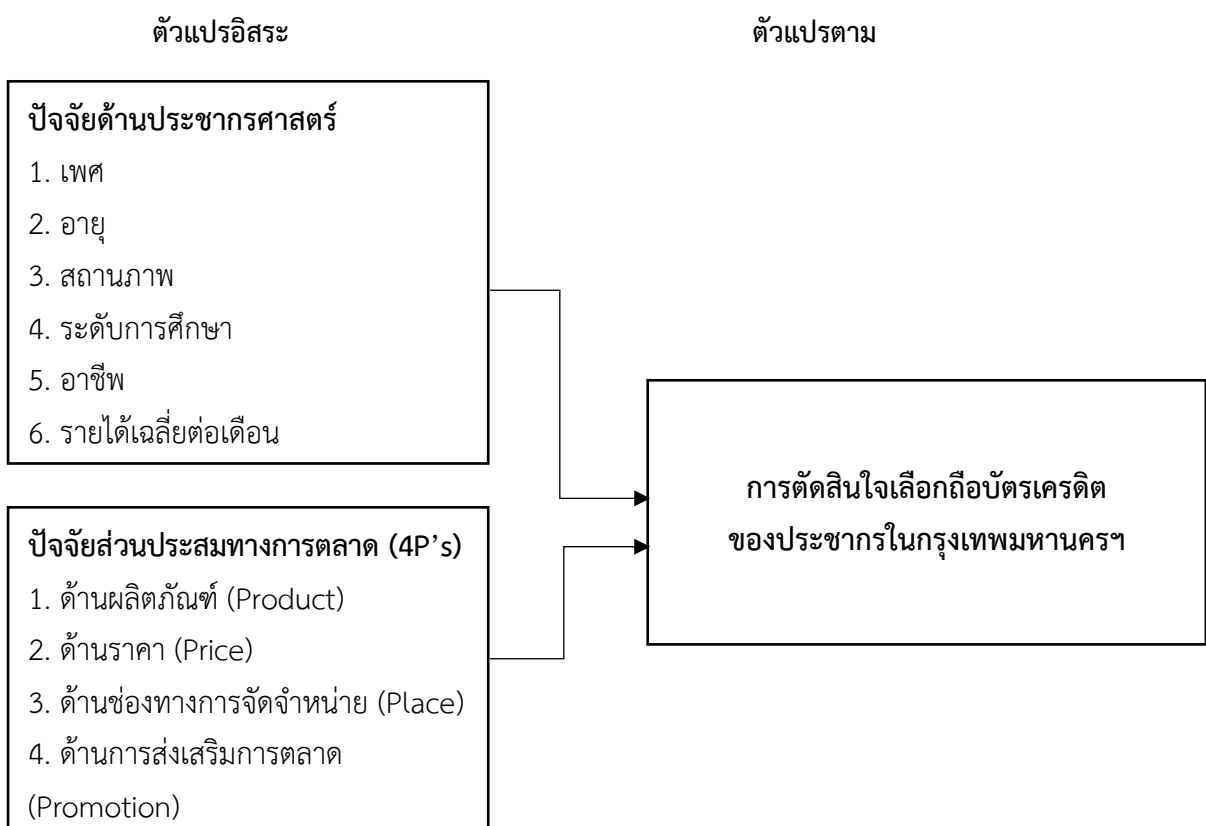 ตัวแปรอิสระ
ตัวแปรตาม
ปัจจัยด้านประชากรศาสตร์
1. เพศ
2. อายุ
3. สถานภาพ
4. ระดับการศึกษา
5. อาชีพ
6. รายได้เฉลี่ยต่อเดือน
ปัจจัยส่วนประสมทางการตลาด (4P's)
1. ด้านผลิตภัณฑ์ (Product)
2. ด้านราคา (Price)
3. ด้านช่องทางการจัดจำหน่าย (Place)
4. ด้านการส่งเสริมการตลาด
(Promotion)
การตัดสินใจเลือกถือบัตรเครดิต
ของประชากรในกรุงเทพมหานครฯ